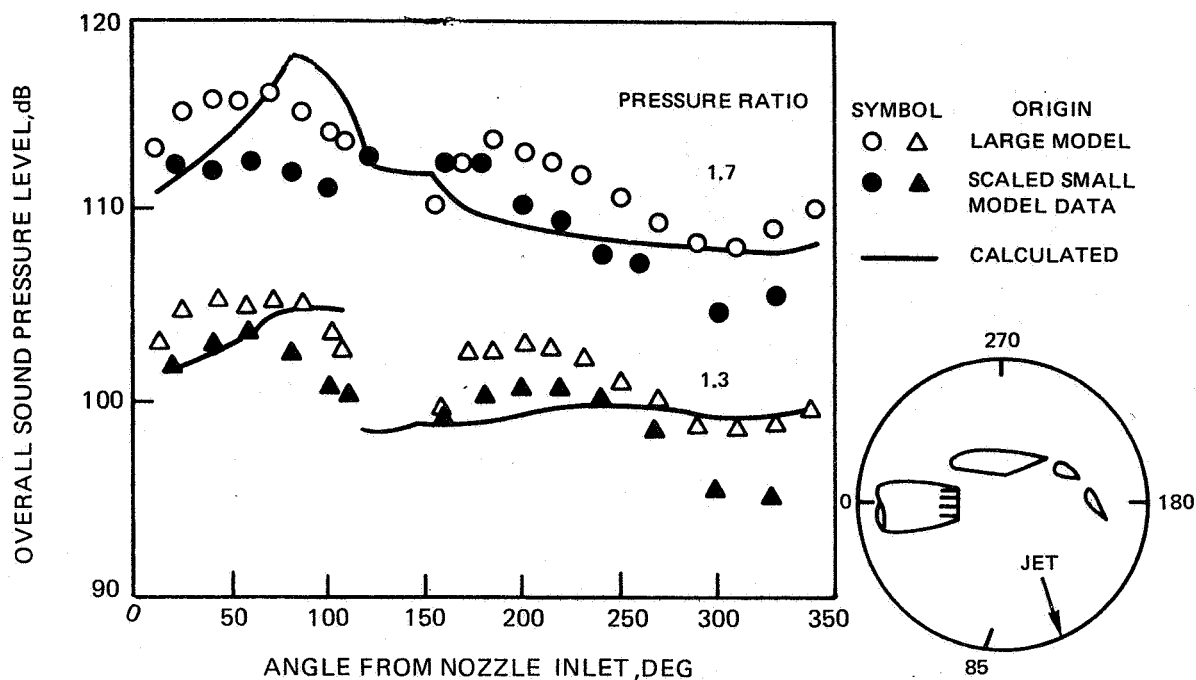 OVERALL SOUND PRESSURE LEVEL,dB
120
110
100
90
0 50 100 150 200 250 300 350
ANGLE FROM NOZZLE INLET,DEG
PRESSURE RATIO
1.7
1.3
SYMBOL ORIGIN
LARGE MODEL
SCALED SMALL
MODEL DATA
CALCULATED
270
0
180
JET
85